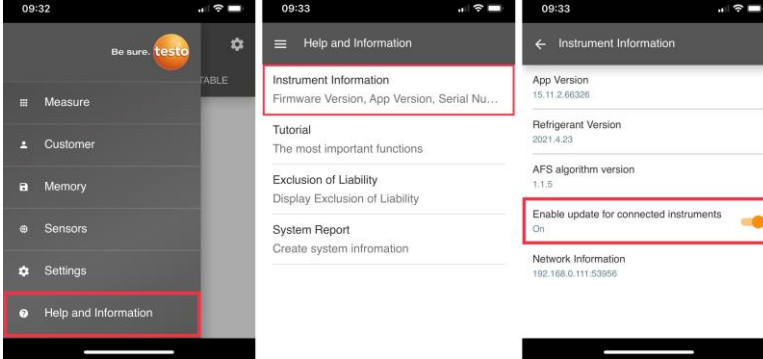 09:32
Be sure. testo
TABLE
Measure
Customer
Memory
Sensors
Settings
Help and Information
09:33
Help and Information
Instrument Information
Firmware Version, App Version, Serial Nu...
Tutorial
The most important functions
Exclusion of Liability
Display Exclusion of Liability
System Report
Create system infromation
09:33
Instrument Information
App Version
15.11.2.66326
Refrigerant Version
2021.4.23
AFS algorithm version
1.1.5
Enable update for connected instruments
On
Network Information
192.168.0.111:53956